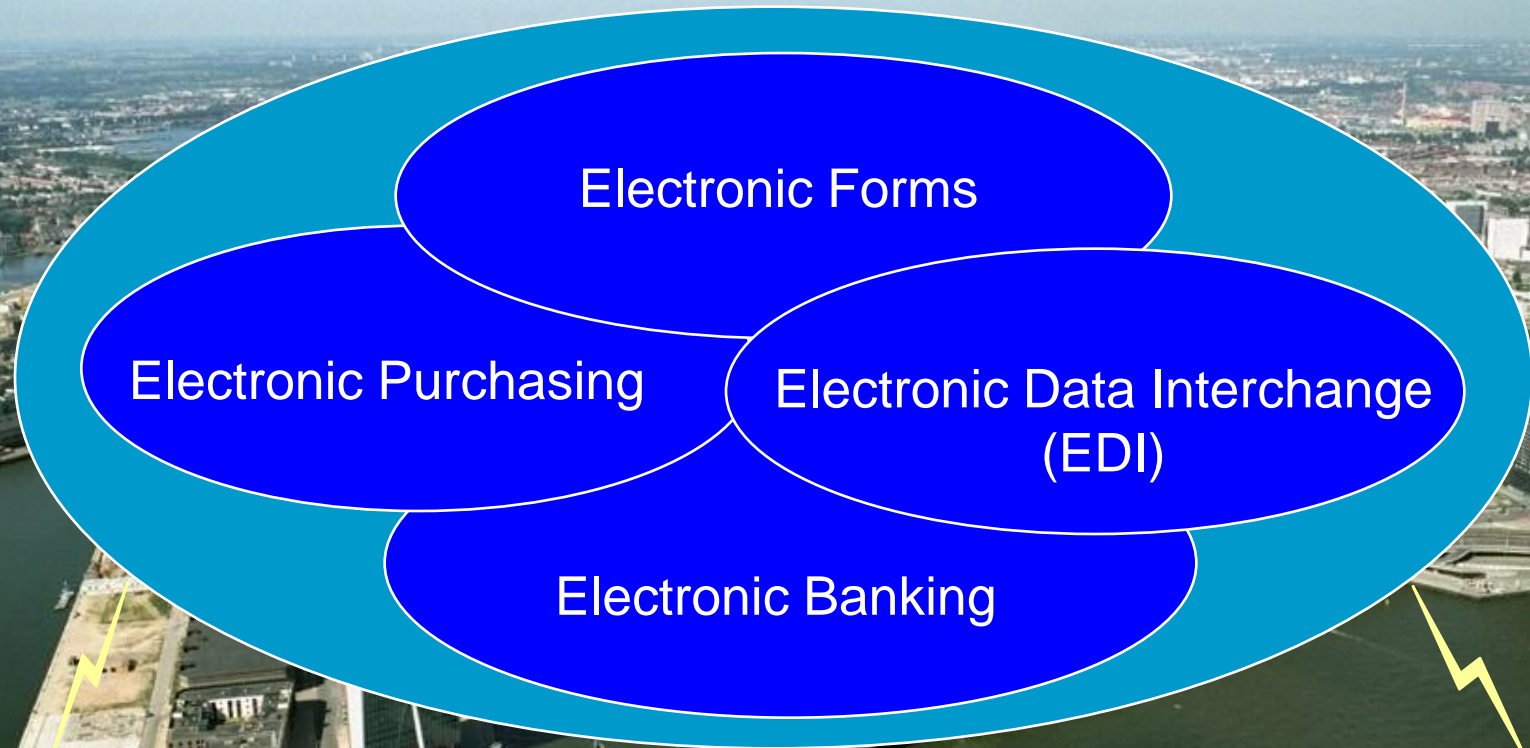 Electronic Forms
Electronic Purchasing
Electronic Data Interchange
(EDI)
Electronic Banking